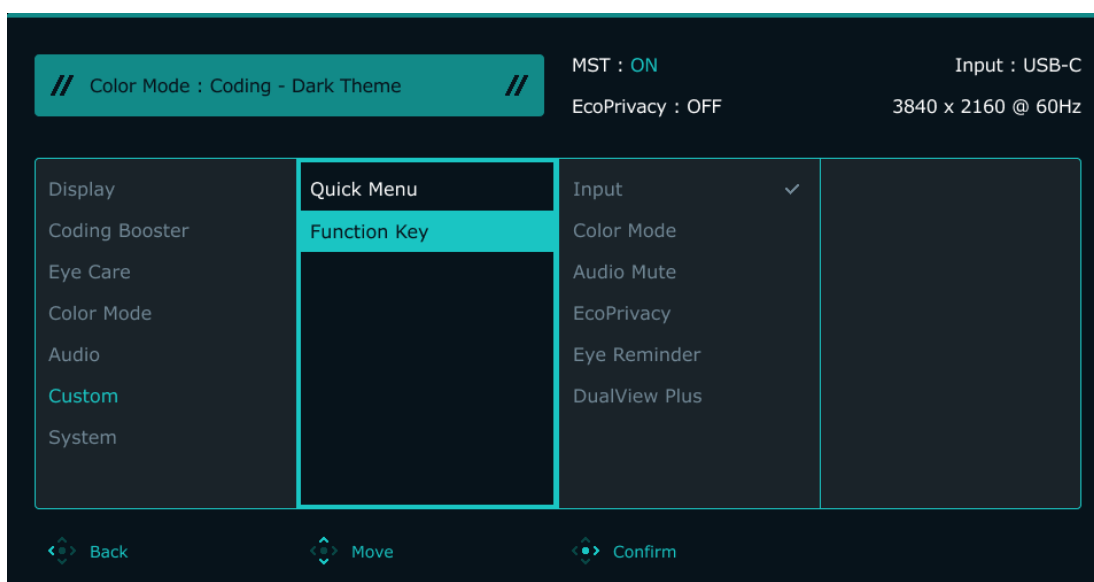 // Color Mode : Coding - Dark Theme //
MST : ON
Input : USB-C
EcoPrivacy : OFF
3840 x 2160 @ 60Hz
Display
Coding Booster
Eye Care
Color Mode
Audio
Custom
System
Quick Menu
Function Key
Input
Color Mode
Audio Mute
EcoPrivacy
Eye Reminder
DualView Plus
Back
Move
Confirm